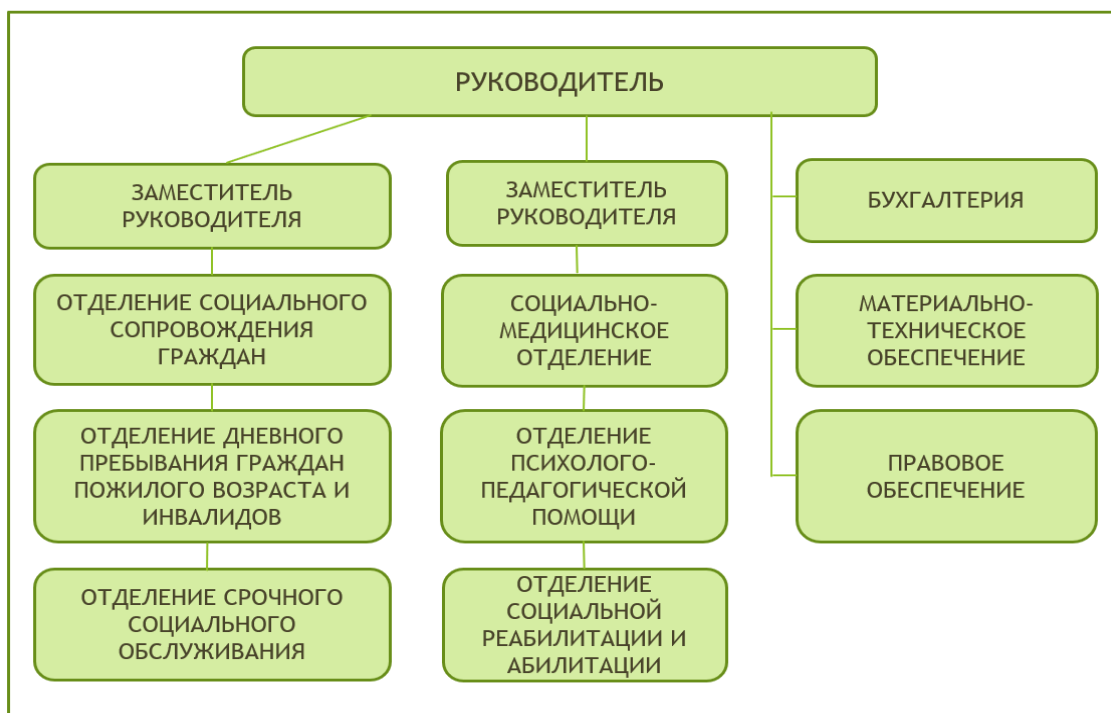 РУКОВОДИТЕЛЬ
ЗАМЕСТИТЕЛЬ
РУКОВОДИТЕЛЯ
ОТДЕЛЕНИЕ СОЦИАЛЬНОГО
СОПРОВОЖДЕНИЯ
ГРАЖДАН
ОТДЕЛЕНИЕ ДНЕВНОГО
ПРЕБЫВАНИЯ ГРАЖДАН
ПОЖИЛОГО ВОЗРАСТА И
ИНВАЛИДОВ
ОТДЕЛЕНИЕ СРОЧНОГО
СОЦИАЛЬНОГО
ОБСЛУЖИВАНИЯ
ЗАМЕСТИТЕЛЬ
РУКОВОДИТЕЛЯ
СОЦИАЛЬНО-
МЕДИЦИНСКОЕ
ОТДЕЛЕНИЕ
ОТДЕЛЕНИЕ
ПСИХОЛОГО-
ПЕДАГОГИЧЕСКОЙ
ПОМОЩИ
ОТДЕЛЕНИЕ
СОЦИАЛЬНОЙ
РЕАБИЛИТАЦИИ И
АБИЛИТАЦИИ
БУХГАЛТЕРИЯ
МАТЕРИАЛЬНО-
ТЕХНИЧЕСКОЕ
ОБЕСПЕЧЕНИЕ
ПРАВОВОЕ
ОБЕСПЕЧЕНИЕ